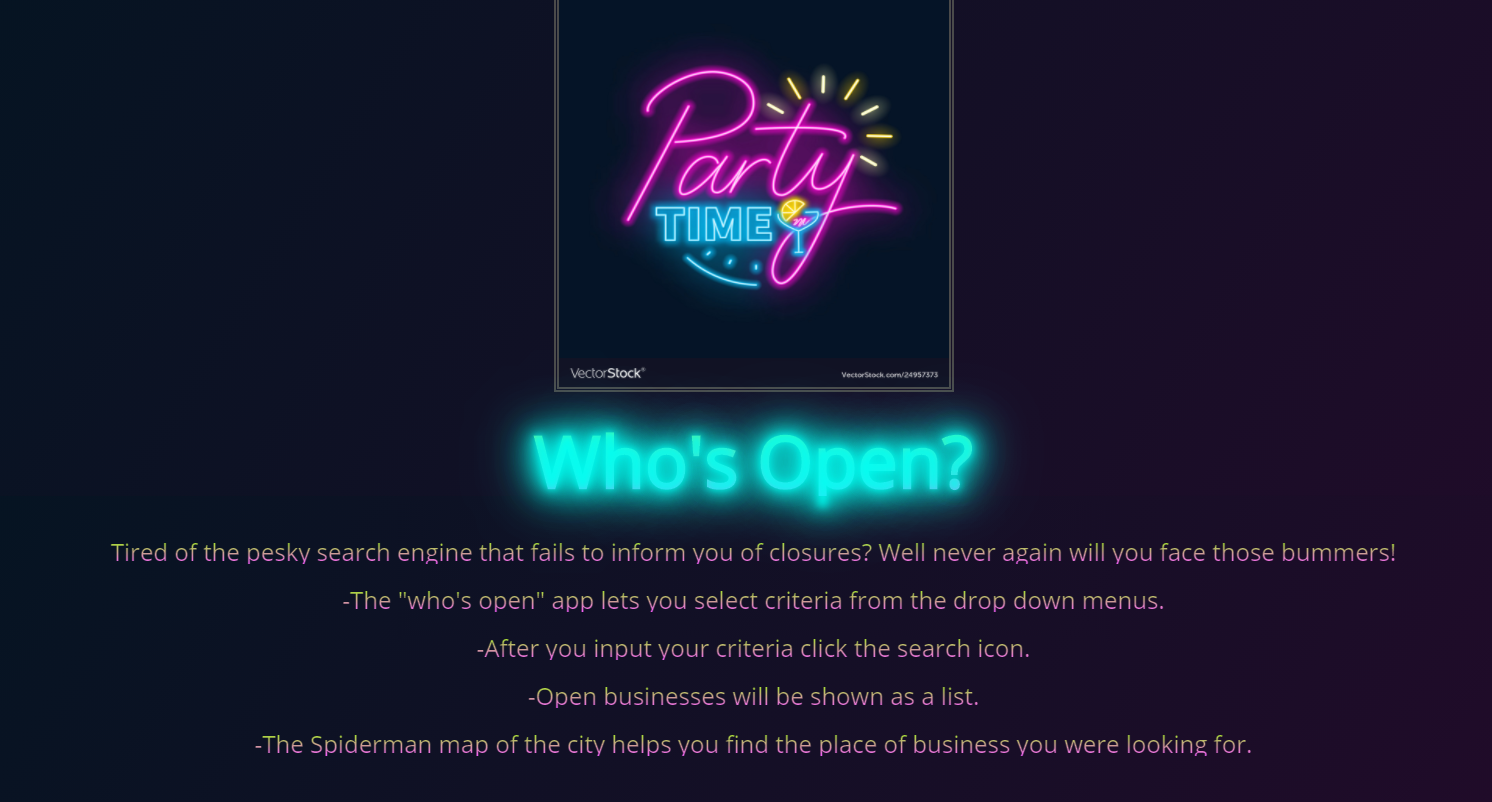 Party
TIME
VectorStock®
VectorStock.com/24957373
Who's Open?
Tired of the pesky search engine that fails to inform you of closures? Well never again will you face those bummers!
-The "who's open" app lets you select criteria from the drop down menus.
-After you input your criteria click the search icon.
-Open businesses will be shown as a list.
-The Spiderman map of the city helps you find the place of business you were looking for.